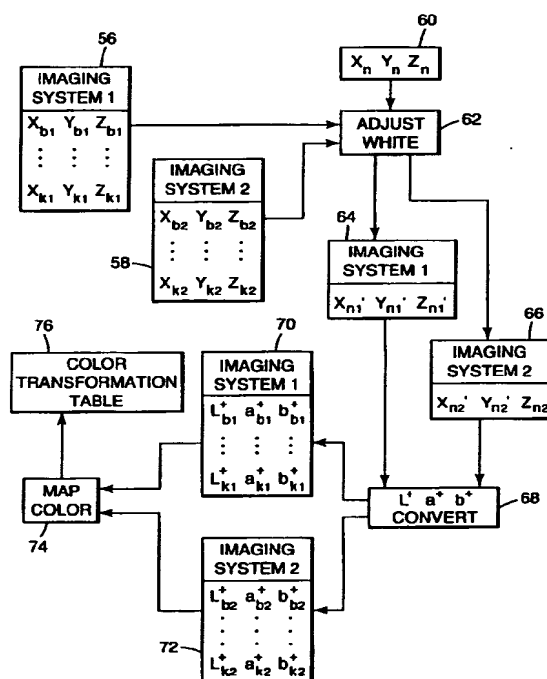 56
IMAGING
SYSTEM 1
X_b1 Y_b1 Z_b1
⋮ ⋮ ⋮
X_k1 Y_k1 Z_k1
60
X_n Y_n Z_n
ADJUST
WHITE
62
IMAGING
SYSTEM 2
X_b2 Y_b2 Z_b2
⋮ ⋮ ⋮
X_k2 Y_k2 Z_k2
58
64
IMAGING
SYSTEM 1
X_n1' Y_n1' Z_n1'
66
IMAGING
SYSTEM 2
X_n2' Y_n2' Z_n2'
76
COLOR
TRANSFORMATION
TABLE
70
IMAGING
SYSTEM 1
L⁺_b1 a⁺_b1 b⁺_b1
⋮ ⋮ ⋮
L⁺_k1 a⁺_k1 b⁺_k1
L⁺ a⁺ b⁺
CONVERT
68
MAP
COLOR
74
IMAGING
SYSTEM 2
L⁺_b2 a⁺_b2 b⁺_b2
⋮ ⋮ ⋮
L⁺_k2 a⁺_k2 b⁺_k2
72